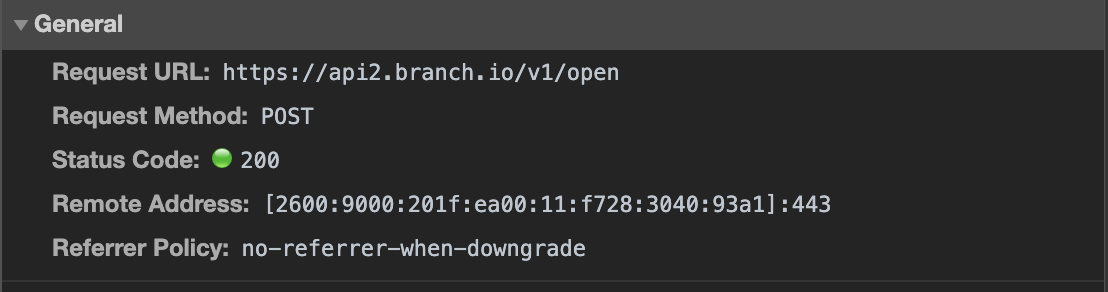 General
Request URL: https://api2.branch.io/v1/open
Request Method: POST
Status Code: 200
Remote Address: [2600:9000:201f:ea00:11:f728:3040:93a1]:443
Referrer Policy: no-referrer-when-downgrade